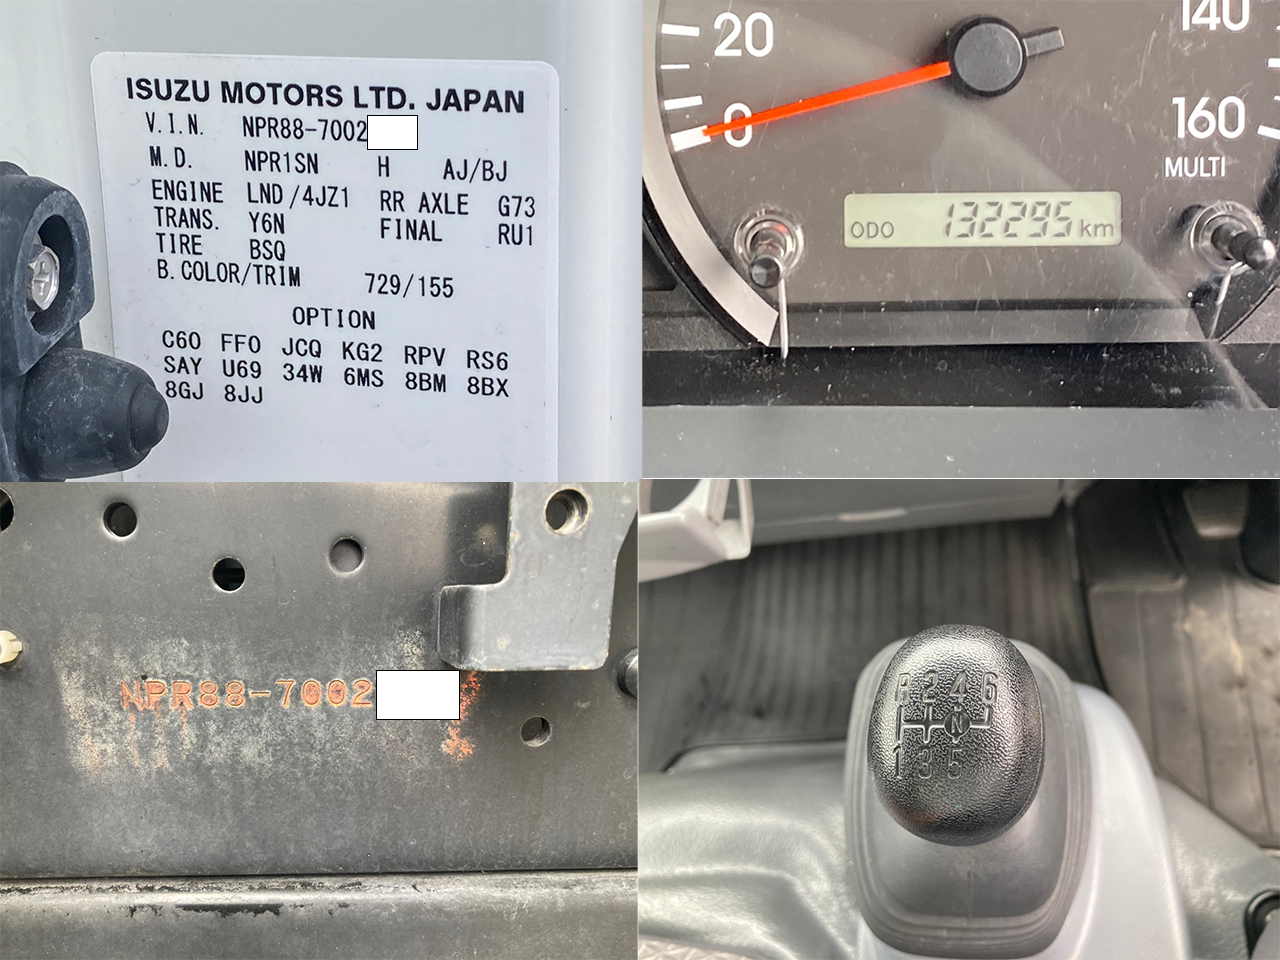 ISUZU MOTORS LTD. JAPAN
V.I.N. NPR88-7002
M.D. NPR1SN H AJ/BJ
ENGINE LND/4JZ1 RR AXLE G73
TRANS. Y6N FINAL RU1
TIRE BSQ
B.COLOR/TRIM 729/155
OPTION
C60 FF0 JCQ KG2 RPV RS6
SAY U69 34W 6MS 8BM 8BX
8GJ 8JJ
20 140
0 160
MULTI
ODO 132295 km
NPR88-7002
R 2 4 6
N
1 3 5